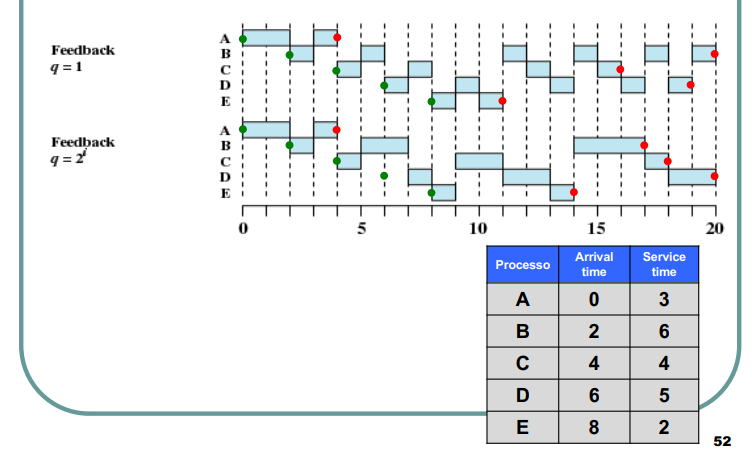 Feedback
q = 1
A
B
C
D
E
Feedback
q = 2^i
A
B
C
D
E
0 5 10 15 20
Processo Arrival time Service time
A 0 3
B 2 6
C 4 4
D 6 5
E 8 2
52